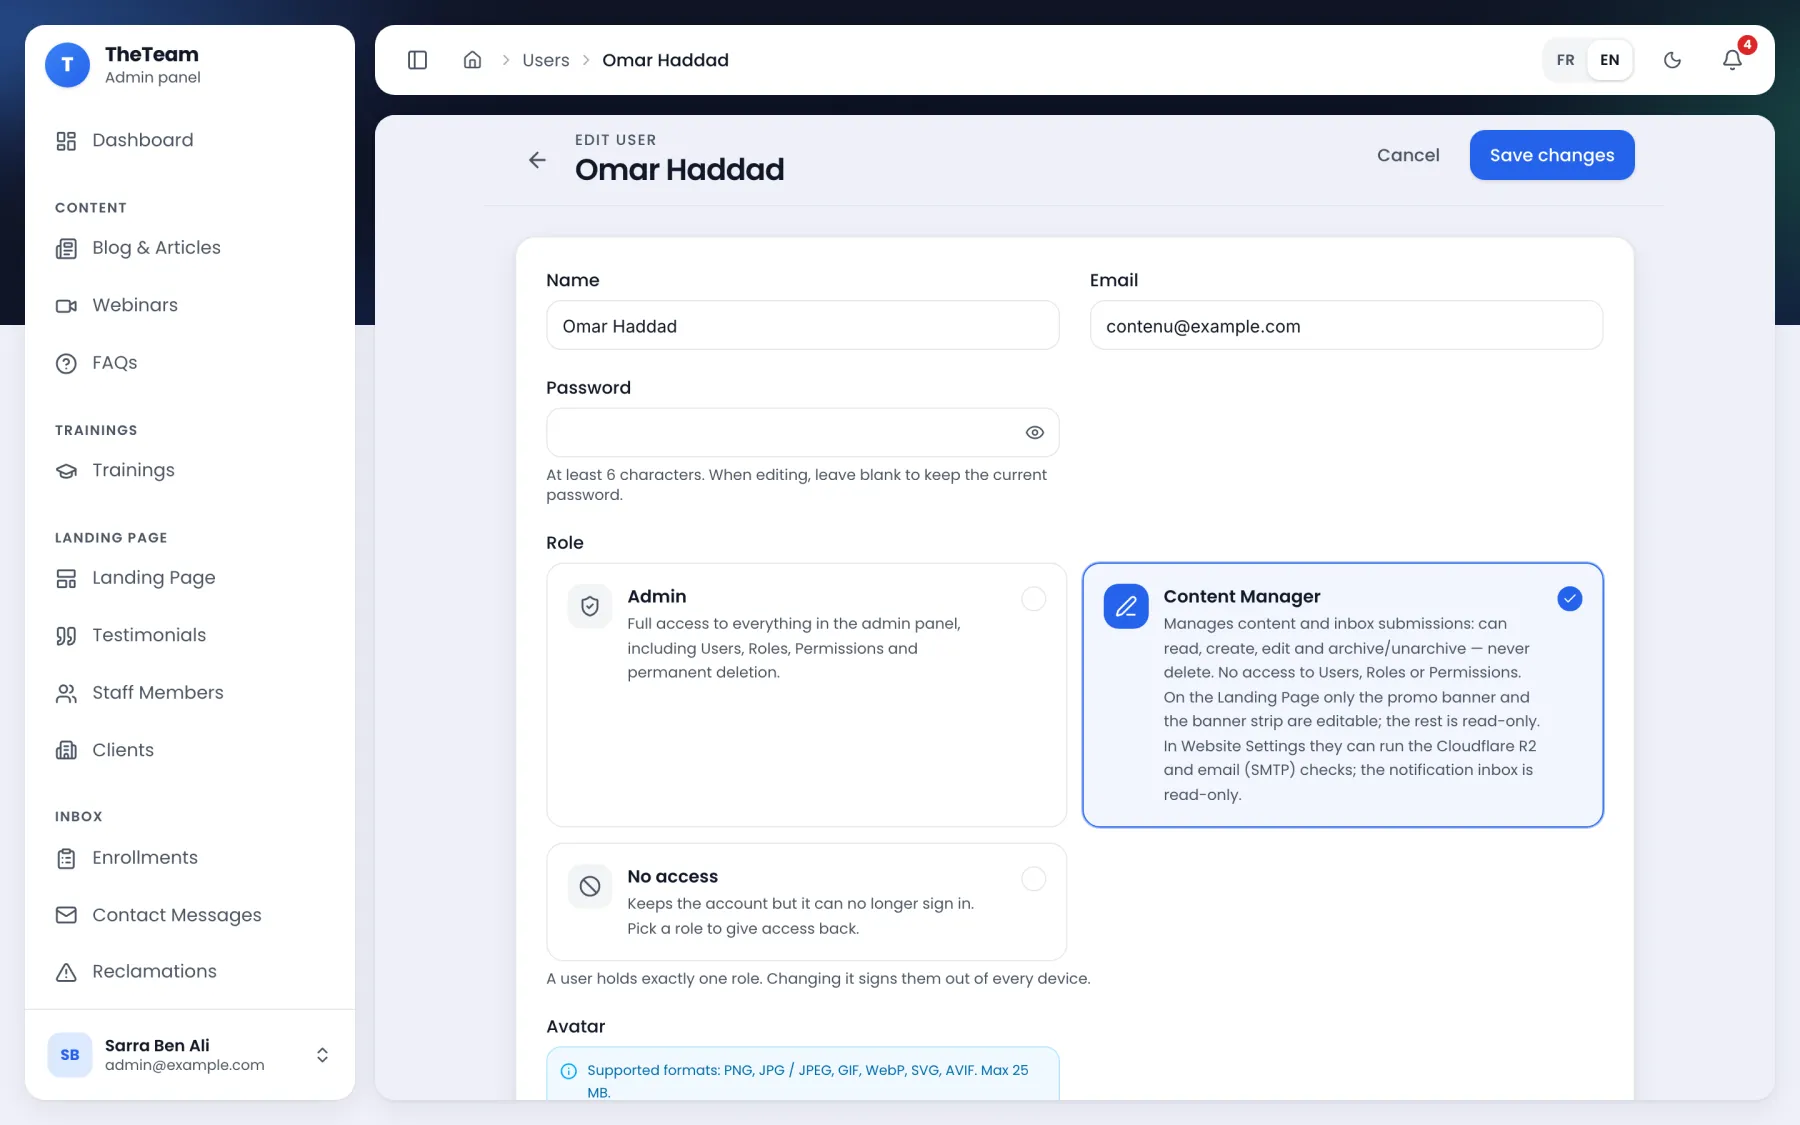 T
TheTeam
Admin panel
Dashboard
CONTENT
Blog & Articles
Webinars
FAQs
TRAININGS
Trainings
LANDING PAGE
Landing Page
Testimonials
Staff Members
Clients
INBOX
Enrollments
Contact Messages
Reclamations
SB
Sarra Ben Ali
admin@example.com
Users
Omar Haddad
FR
EN
4
EDIT USER
Omar Haddad
Cancel
Save changes
Name
Omar Haddad
Email
contenu@example.com
Password
At least 6 characters. When editing, leave blank to keep the current
password.
Role
Admin
Full access to everything in the admin panel,
including Users, Roles, Permissions and
permanent deletion.
Content Manager
Manages content and inbox submissions: can
read, create, edit and archive/unarchive — never
delete. No access to Users, Roles or Permissions.
On the Landing Page only the promo banner and
the banner strip are editable; the rest is read-only.
In Website Settings they can run the Cloudflare R2
and email (SMTP) checks; the notification inbox is
read-only.
No access
Keeps the account but it can no longer sign in.
Pick a role to give access back.
A user holds exactly one role. Changing it signs them out of every device.
Avatar
Supported formats: PNG, JPG / JPEG, GIF, WebP, SVG, AVIF. Max 25
MB.